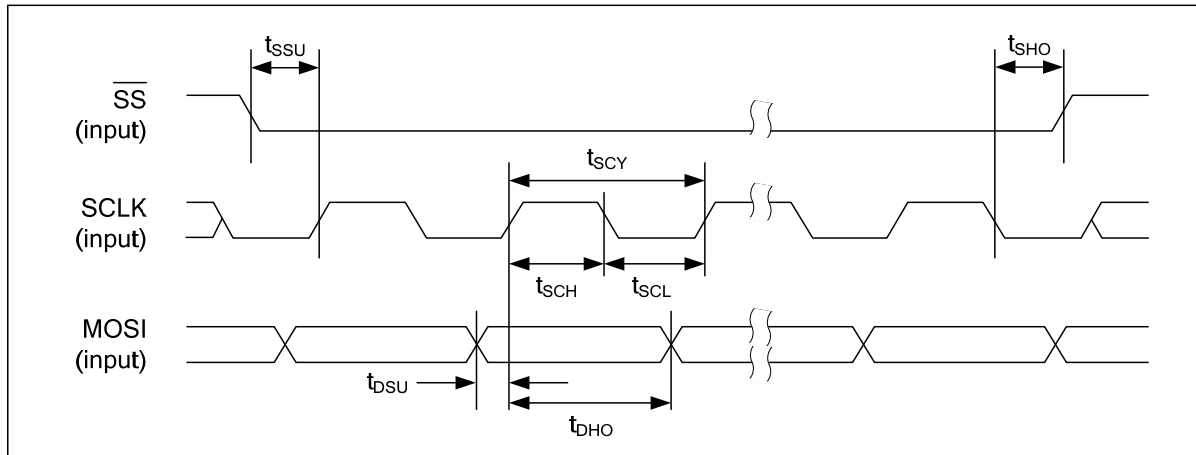 tSSU
tSHO
SS
(input)
tSCY
SCLK
(input)
tSCH
tSCL
MOSI
(input)
tDSU
tDHO